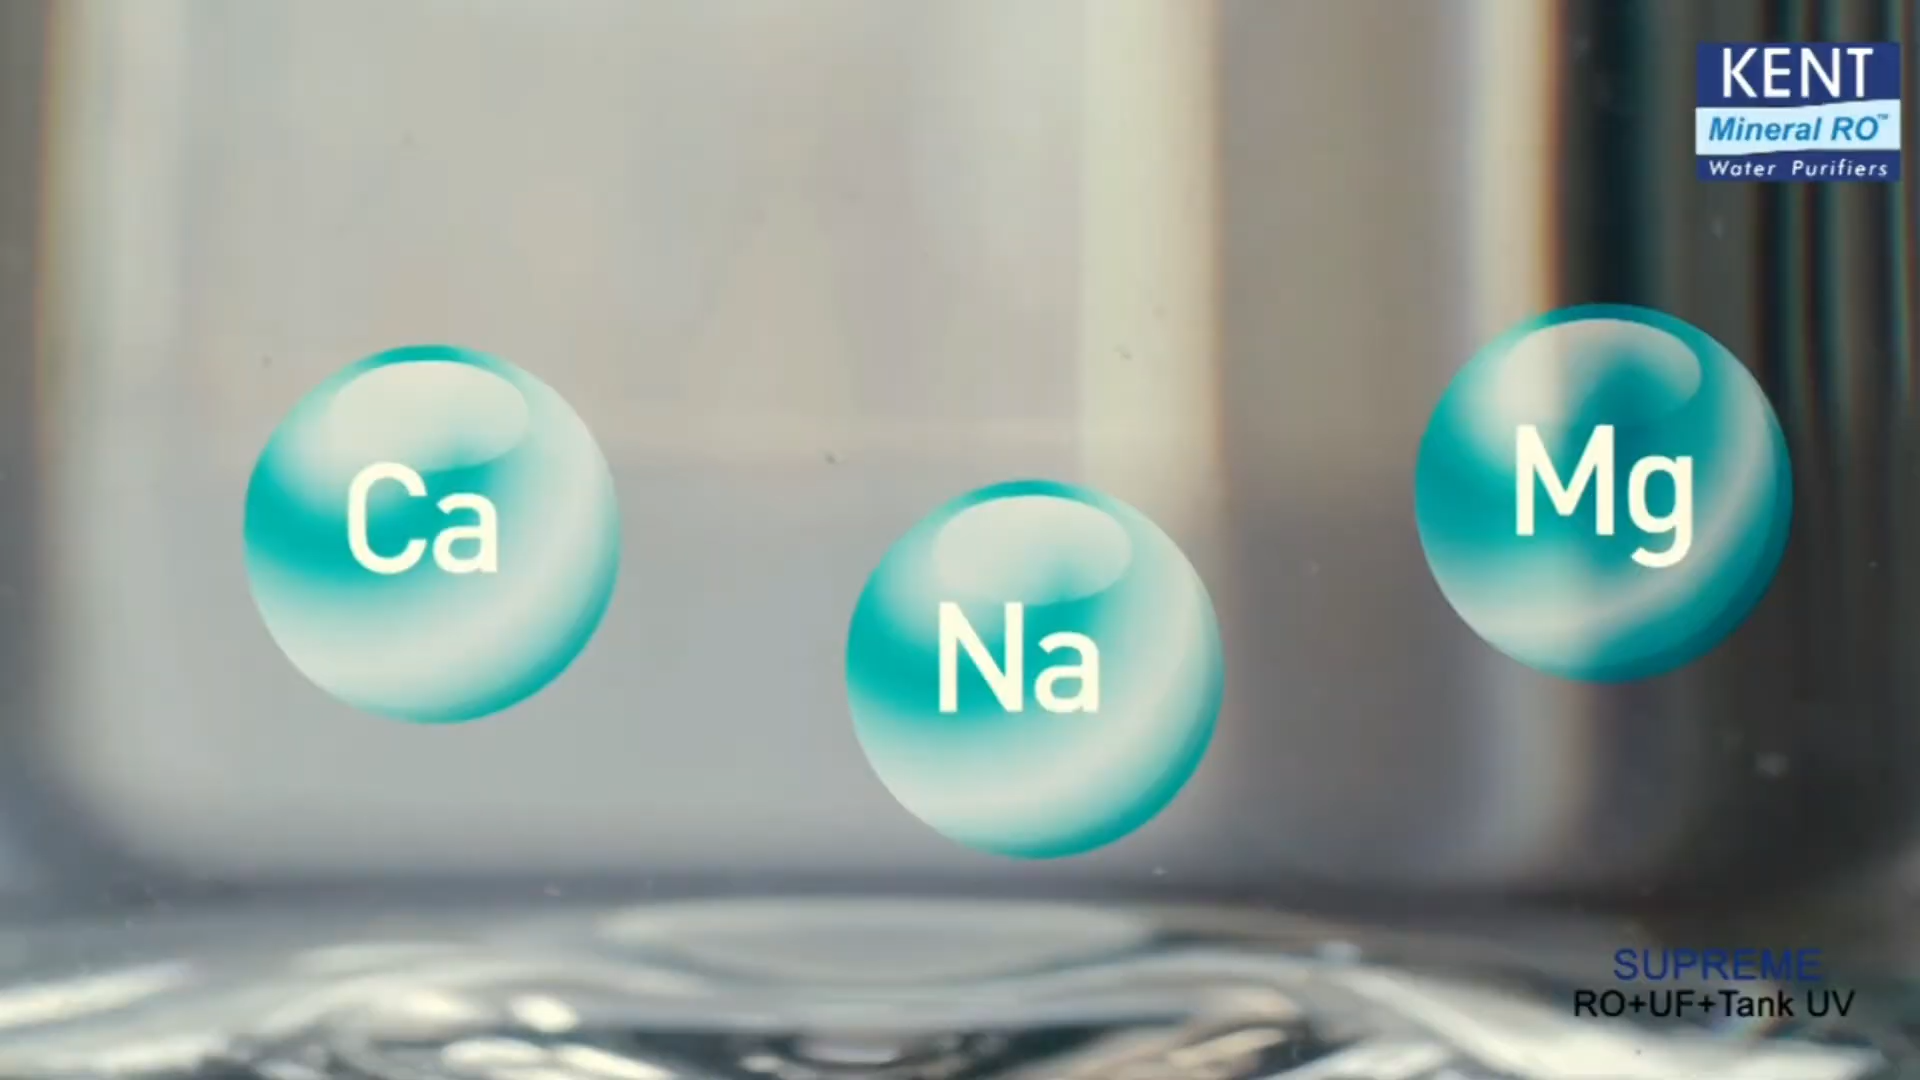 KENT
Mineral RO™
Water Purifiers
Ca
Na
Mg
SUPREME
RO+UF+Tank UV